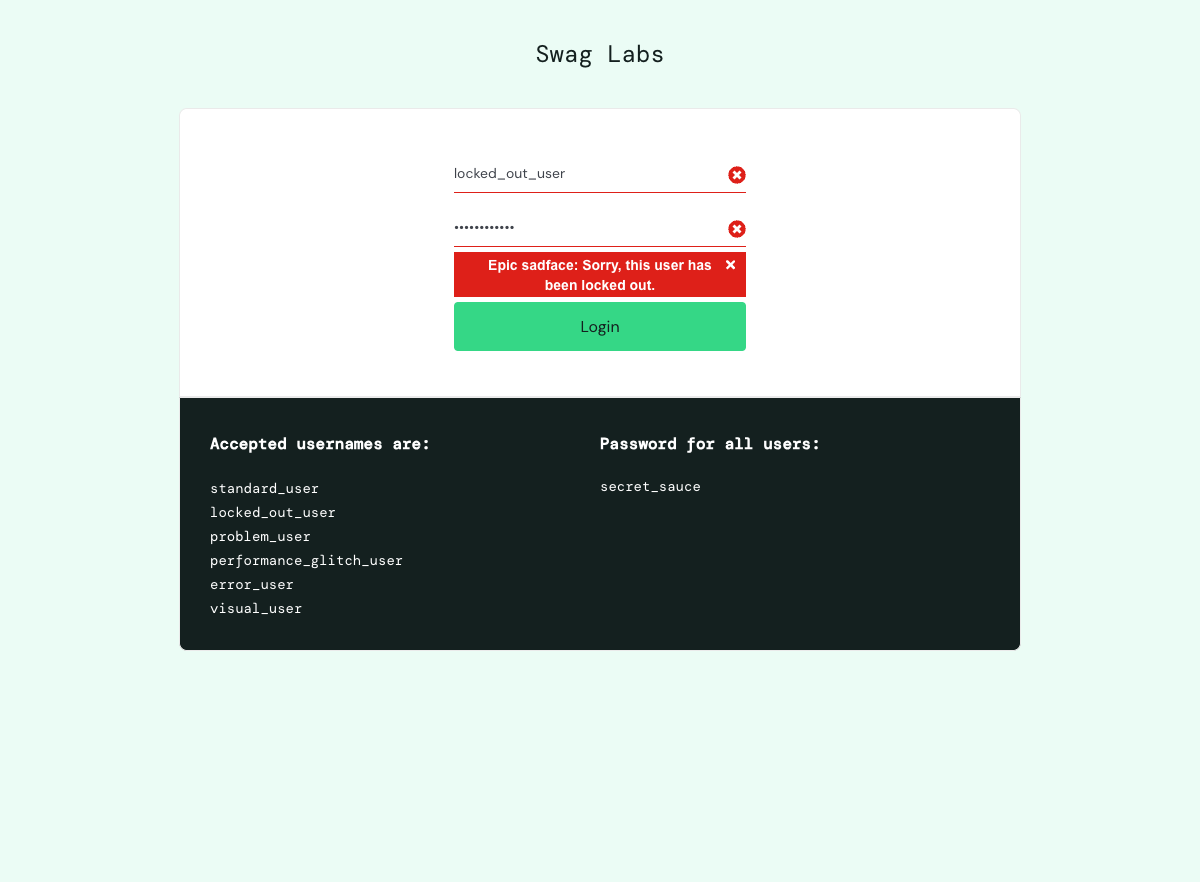 Swag Labs
locked_out_user
••••••••••••
Epic sadface: Sorry, this user has
been locked out.
Login
Accepted usernames are:
standard_user
locked_out_user
problem_user
performance_glitch_user
error_user
visual_user
Password for all users:
secret_sauce